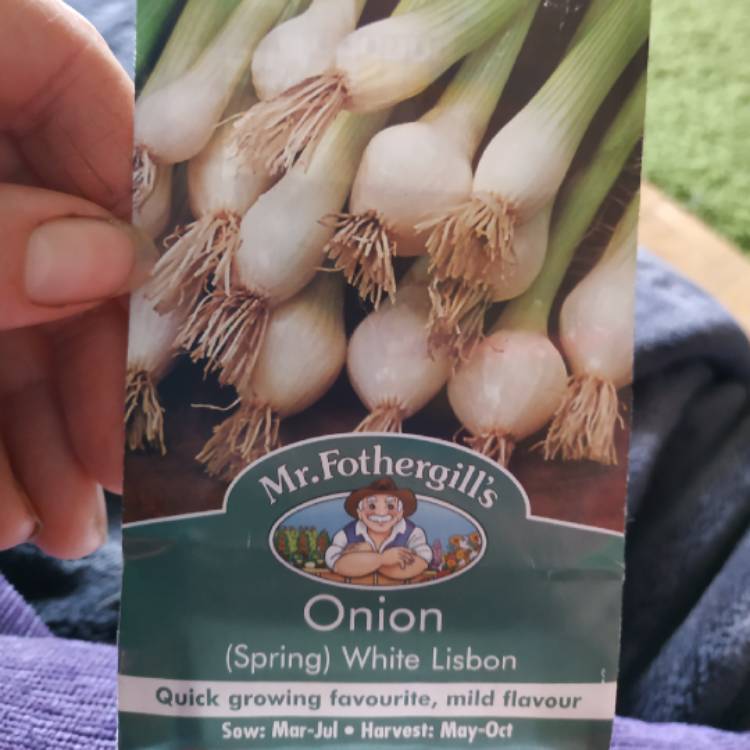 Mr. Fothergill's
Onion
(Spring) White Lisbon
Quick growing favourite, mild flavour
Sow: Mar-Jul • Harvest: May-Oct